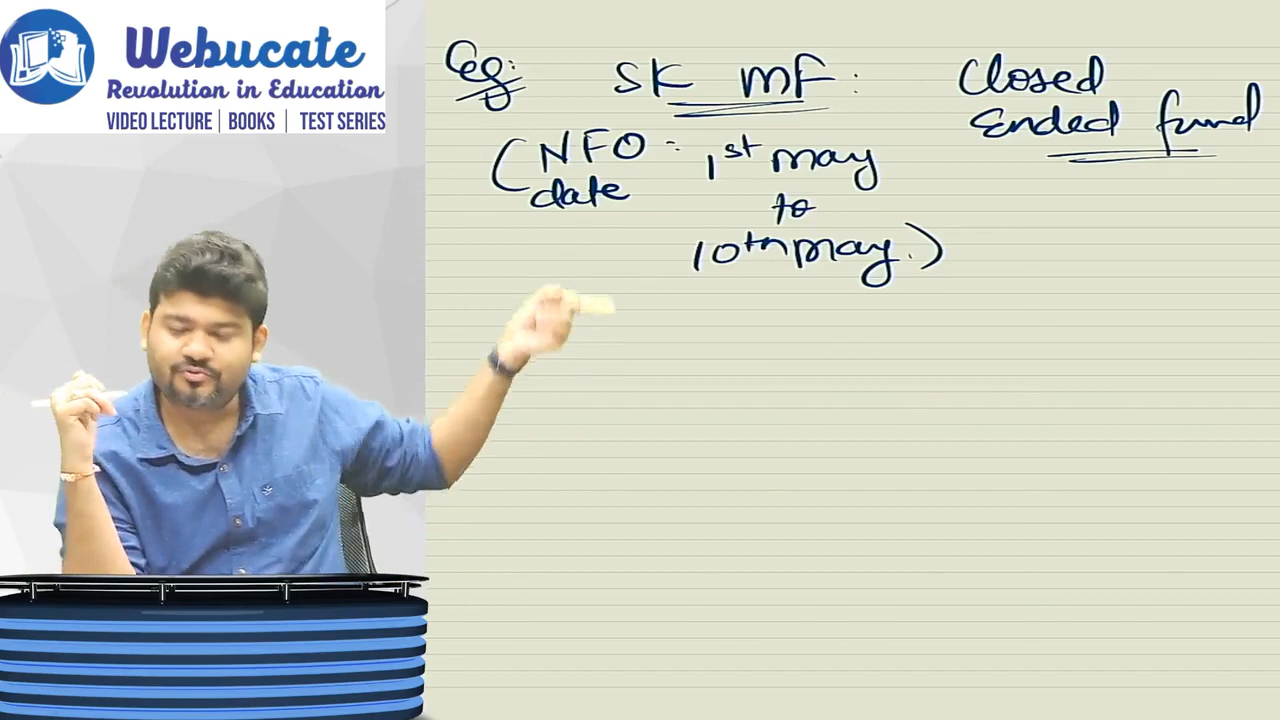 Webucate
Revolution in Education
VIDEO LECTURE | BOOKS | TEST SERIES
eg: SK MF: Closed
Ended fund
(NFO: 1st may
date to
10th may.)